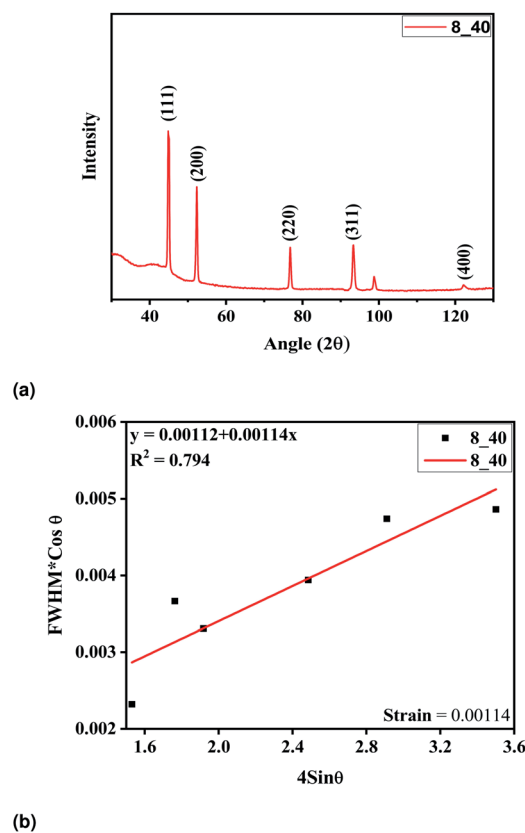 8_40
(111)
(200)
(220)
(311)
(400)
Intensity
40
60
80
100
120
Angle (2θ)
(a)
y = 0.00112+0.00114x
R² = 0.794
8_40
8_40
0.006
0.005
0.004
0.003
0.002
FWHM*Cos θ
Strain = 0.00114
1.6
2.0
2.4
2.8
3.2
3.6
4Sinθ
(b)